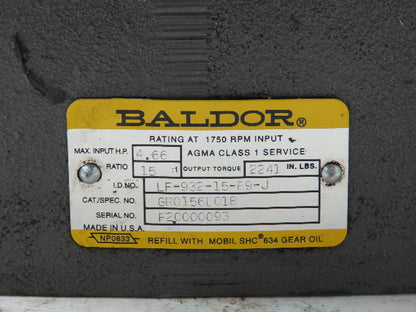 BALDOR®
RATING AT 1750 RPM INPUT
MAX. INPUT H.P. 4.66 AGMA CLASS 1 SERVICE
RATIO 15 :1 OUTPUT TORQUE 2241 IN. LBS.
I.D NO. LF-932-15-B9-J
CAT./SPEC. NO. GR0156L018
SERIAL NO. F20000093
MADE IN U.S.A.
NP0833 REFILL WITH MOBIL SHC® 634 GEAR OIL